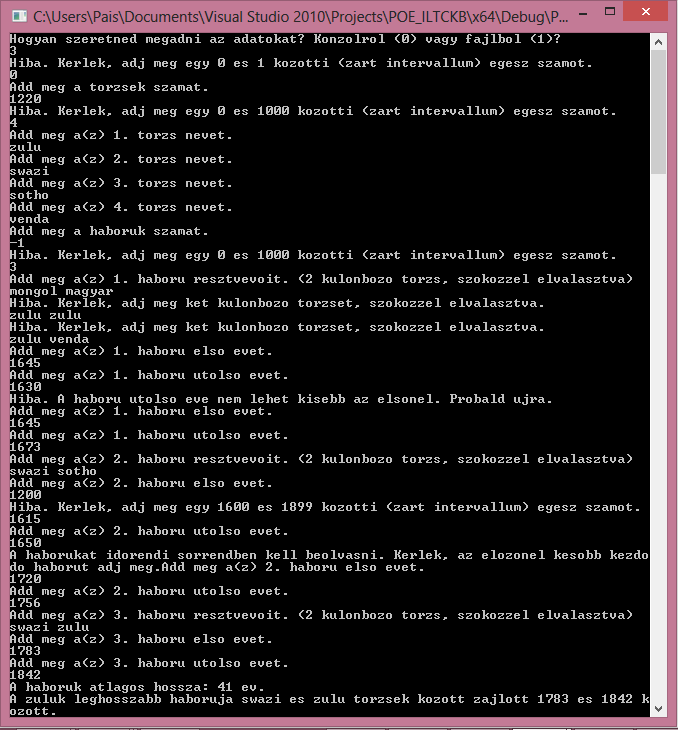 C:\Users\Pais\Documents\Visual Studio 2010\Projects\POE_ILTCKB\x64\Debug\P...
Hogyan szeretned megadni az adatokat? Konzolrol (0) vagy fajlbol (1)?
3
Hiba. Kerlek, adj meg egy 0 es 1 kozotti (zart intervallum) egesz szamot.
0
Add meg a torzsek szamat.
1220
Hiba. Kerlek, adj meg egy 0 es 1000 kozotti (zart intervallum) egesz szamot.
4
Add meg a(z) 1. torzs nevet.
zulu
Add meg a(z) 2. torzs nevet.
swazi
Add meg a(z) 3. torzs nevet.
sotho
Add meg a(z) 4. torzs nevet.
venda
Add meg a haboruk szamat.
-1
Hiba. Kerlek, adj meg egy 0 es 1000 kozotti (zart intervallum) egesz szamot.
3
Add meg a(z) 1. haboru resztvevoit. (2 kulonbozo torzs, szokozzel elvalasztva)
mongol magyar
Hiba. Kerlek, adj meg ket kulonbozo torzset, szokozzel elvalasztva.
zulu zulu
Hiba. Kerlek, adj meg ket kulonbozo torzset, szokozzel elvalasztva.
zulu venda
Add meg a(z) 1. haboru elso evet.
1645
Add meg a(z) 1. haboru utolso evet.
1630
Hiba. A haboru utolso eve nem lehet kisebb az elsonel. Probald ujra.
Add meg a(z) 1. haboru elso evet.
1645
Add meg a(z) 1. haboru utolso evet.
1673
Add meg a(z) 2. haboru resztvevoit. (2 kulonbozo torzs, szokozzel elvalasztva)
swazi sotho
Add meg a(z) 2. haboru elso evet.
1200
Hiba. Kerlek, adj meg egy 1600 es 1899 kozotti (zart intervallum) egesz szamot.
1615
Add meg a(z) 2. haboru utolso evet.
1650
A haborukat idorendi sorrendben kell beolvasni. Kerlek, az elozonel kesobb kezdo
do haborut adj meg.Add meg a(z) 2. haboru elso evet.
1720
Add meg a(z) 2. haboru utolso evet.
1756
Add meg a(z) 3. haboru resztvevoit. (2 kulonbozo torzs, szokozzel elvalasztva)
swazi zulu
Add meg a(z) 3. haboru elso evet.
1783
Add meg a(z) 3. haboru utolso evet.
1842
A haboruk atlagos hossza: 41 ev.
A zuluk leghosszabb haboruja swazi es zulu torzsek kozott zajlott 1783 es 1842 k
ozott.